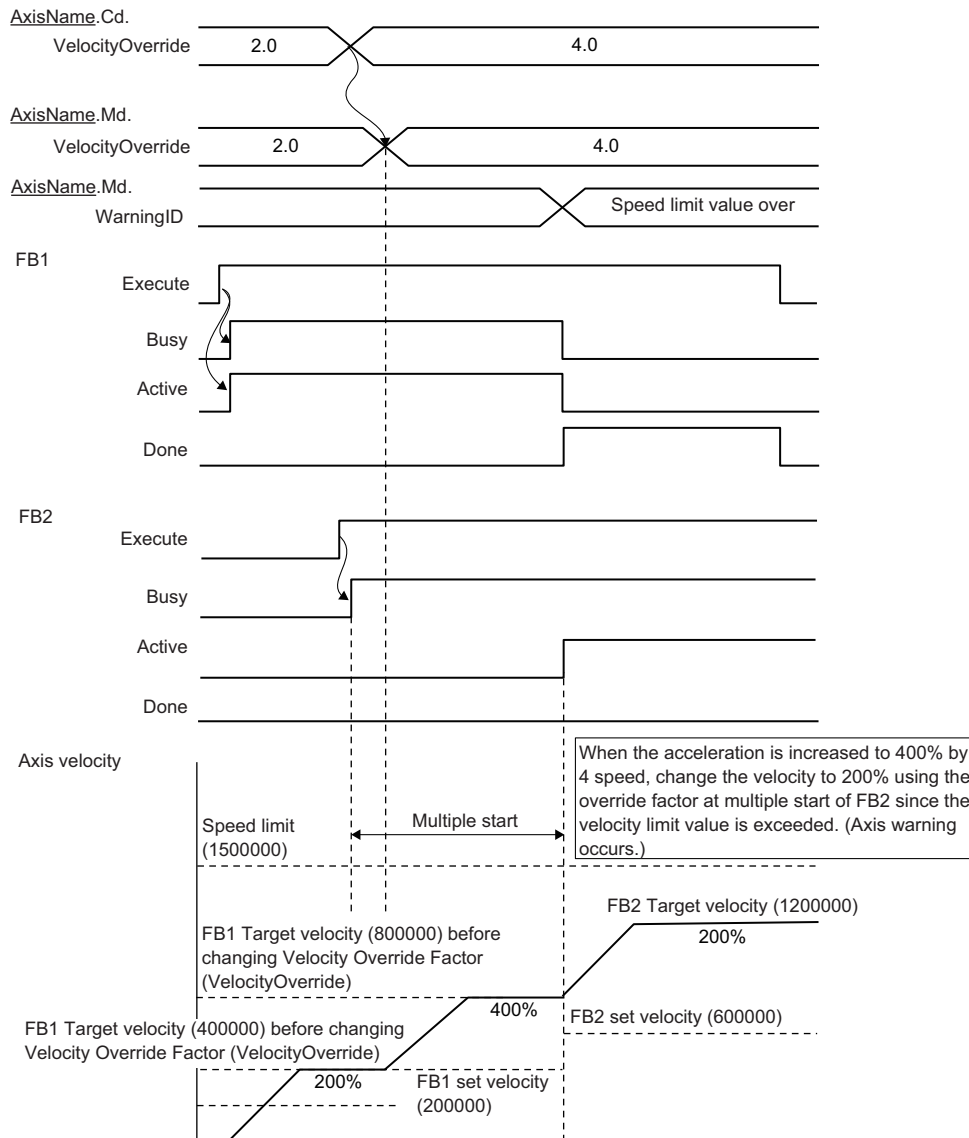 AxisName.Cd.
VelocityOverride
2.0
4.0
AxisName.Md.
VelocityOverride
2.0
4.0
AxisName.Md.
WarningID
Speed limit value over
FB1
Execute
Busy
Active
Done
FB2
Execute
Busy
Active
Done
Axis velocity
When the acceleration is increased to 400% by
4 speed, change the velocity to 200% using the
override factor at multiple start of FB2 since the
velocity limit value is exceeded. (Axis warning
occurs.)
Speed limit
(1500000)
Multiple start
FB2 Target velocity (1200000)
200%
FB1 Target velocity (800000) before
changing Velocity Override Factor
(VelocityOverride)
400%
FB2 set velocity (600000)
FB1 Target velocity (400000) before changing
Velocity Override Factor (VelocityOverride)
200%
FB1 set velocity
(200000)